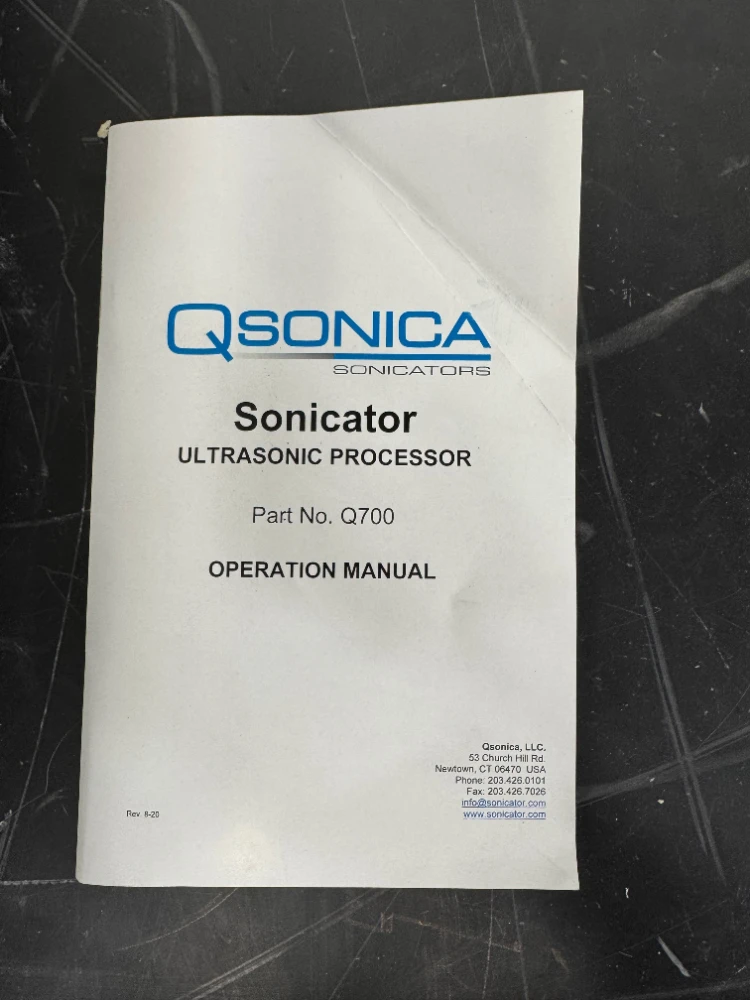 QSONICA
SONICATORS
Sonicator
ULTRASONIC PROCESSOR
Part No. Q700
OPERATION MANUAL
Qsonica, LLC.
53 Church Hill Rd.
Newtown, CT 06470 USA
Phone: 203.426.0101
Fax: 203.426.7026
info@sonicator.com
www.sonicator.com
Rev. 8-20